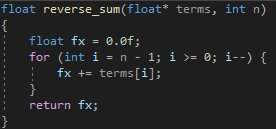 float reverse_sum(float* terms, int n)
{
    float fx = 0.0f;
    for (int i = n - 1; i >= 0; i--) {
        fx += terms[i];
    }
    return fx;
}